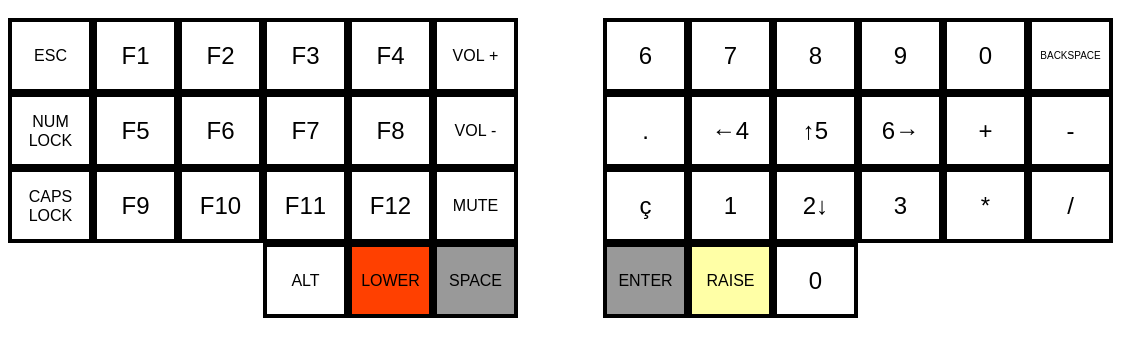 ESC F1 F2 F3 F4 VOL + 6 7 8 9 0 BACKSPACE
NUM LOCK F5 F6 F7 F8 VOL - . ←4 ↑5 6→ + -
CAPS LOCK F9 F10 F11 F12 MUTE ç 1 2↓ 3 * /
ALT LOWER SPACE ENTER RAISE 0